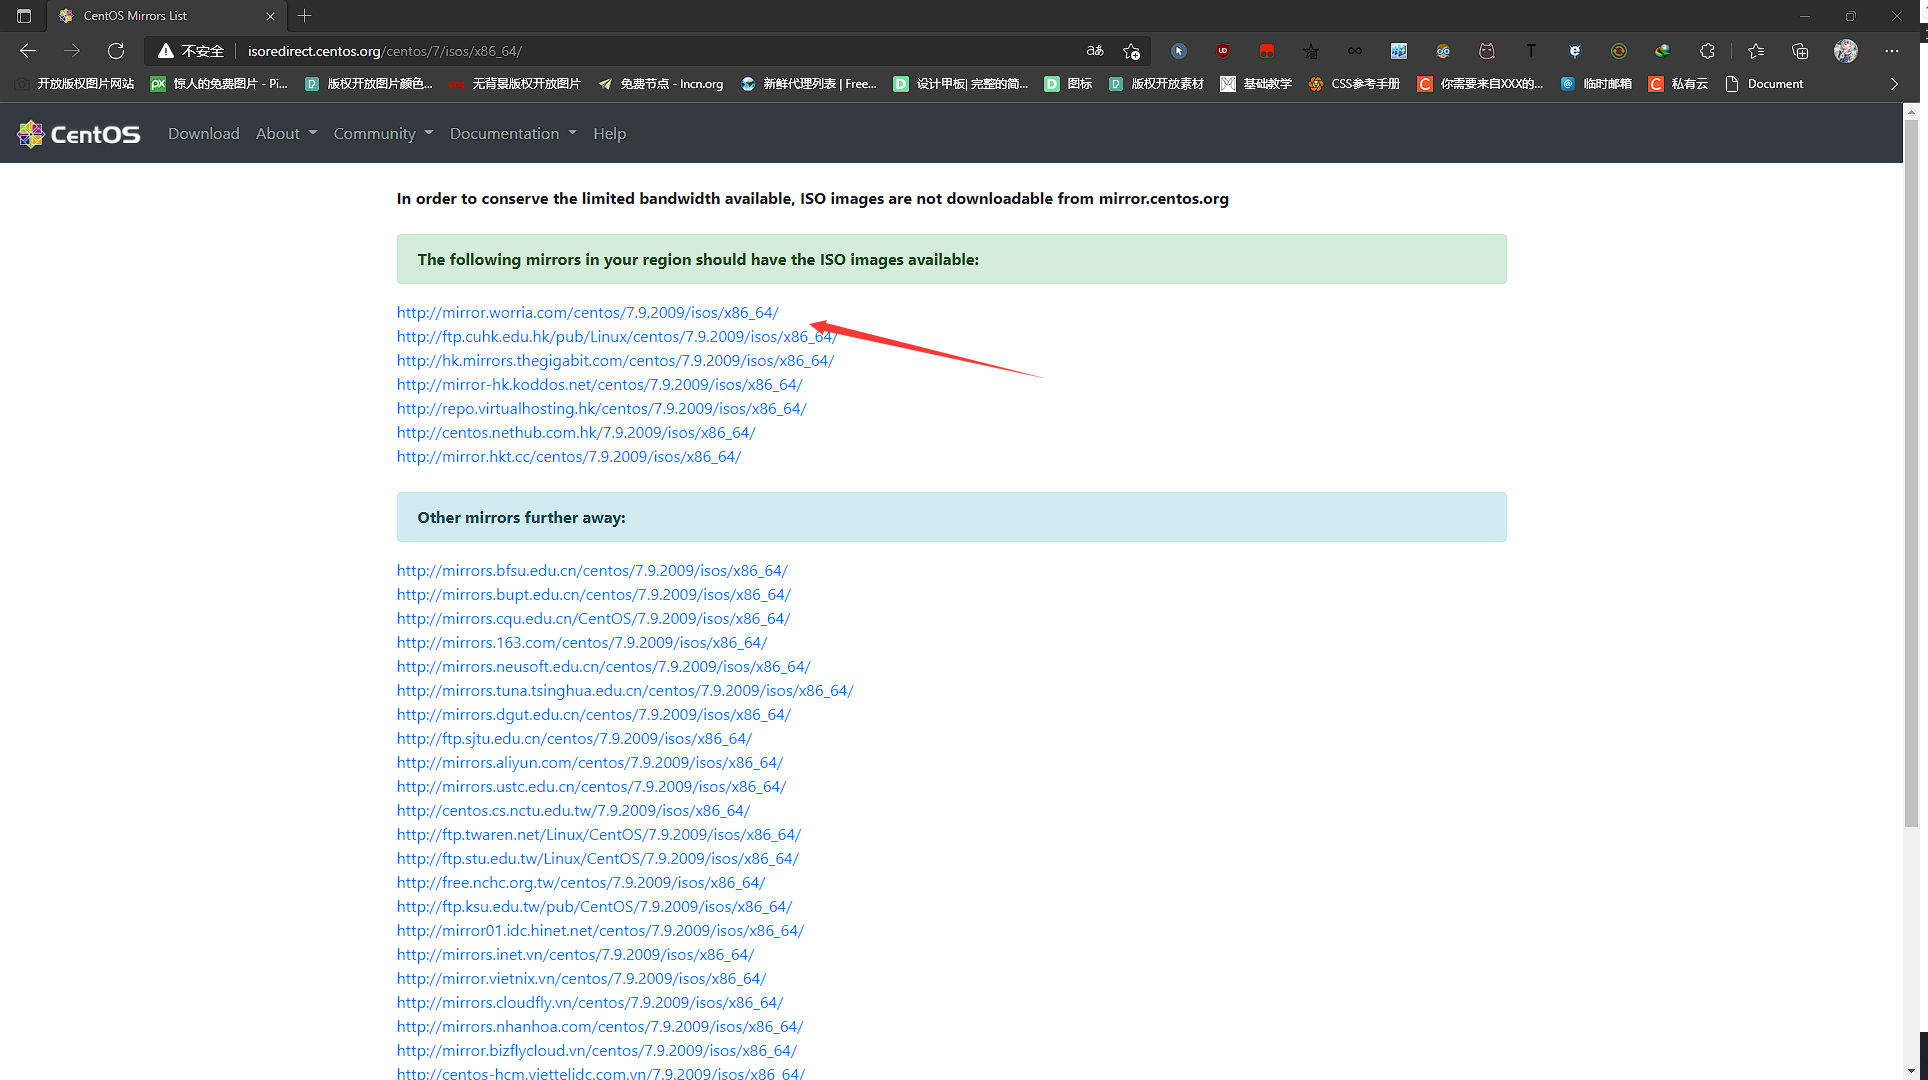 CentOS Mirrors List
不安全 isoredirect.centos.org/centos/7/isos/x86_64/
开放版权图片网站 惊人的免费图片 - Pi... 版权开放图片颜色... 无背景版权开放图片 免费节点 - lncn.org 新鲜代理列表 | Free... 设计甲板| 完整的简... 图标 版权开放素材 基础教学 CSS参考手册 你需要来自XXX的... 临时邮箱 私有云 Document
CentOS Download About Community Documentation Help
In order to conserve the limited bandwidth available, ISO images are not downloadable from mirror.centos.org
The following mirrors in your region should have the ISO images available:
http://mirror.worria.com/centos/7.9.2009/isos/x86_64/
http://ftp.cuhk.edu.hk/pub/Linux/centos/7.9.2009/isos/x86_64/
http://hk.mirrors.thegigabit.com/centos/7.9.2009/isos/x86_64/
http://mirror-hk.koddos.net/centos/7.9.2009/isos/x86_64/
http://repo.virtualhosting.hk/centos/7.9.2009/isos/x86_64/
http://centos.nethub.com.hk/7.9.2009/isos/x86_64/
http://mirror.hkt.cc/centos/7.9.2009/isos/x86_64/
Other mirrors further away:
http://mirrors.bfsu.edu.cn/centos/7.9.2009/isos/x86_64/
http://mirrors.bupt.edu.cn/centos/7.9.2009/isos/x86_64/
http://mirrors.cqu.edu.cn/CentOS/7.9.2009/isos/x86_64/
http://mirrors.163.com/centos/7.9.2009/isos/x86_64/
http://mirrors.neusoft.edu.cn/centos/7.9.2009/isos/x86_64/
http://mirrors.tuna.tsinghua.edu.cn/centos/7.9.2009/isos/x86_64/
http://mirrors.dgut.edu.cn/centos/7.9.2009/isos/x86_64/
http://ftp.sjtu.edu.cn/centos/7.9.2009/isos/x86_64/
http://mirrors.aliyun.com/centos/7.9.2009/isos/x86_64/
http://mirrors.ustc.edu.cn/centos/7.9.2009/isos/x86_64/
http://centos.cs.nctu.edu.tw/7.9.2009/isos/x86_64/
http://ftp.twaren.net/Linux/CentOS/7.9.2009/isos/x86_64/
http://ftp.stu.edu.tw/Linux/CentOS/7.9.2009/isos/x86_64/
http://free.nchc.org.tw/centos/7.9.2009/isos/x86_64/
http://ftp.ksu.edu.tw/pub/CentOS/7.9.2009/isos/x86_64/
http://mirror01.idc.hinet.net/centos/7.9.2009/isos/x86_64/
http://mirrors.inet.vn/centos/7.9.2009/isos/x86_64/
http://mirror.vietnix.vn/centos/7.9.2009/isos/x86_64/
http://mirrors.cloudfly.vn/centos/7.9.2009/isos/x86_64/
http://mirrors.nhanhoa.com/centos/7.9.2009/isos/x86_64/
http://mirror.bizflycloud.vn/centos/7.9.2009/isos/x86_64/
http://centos-hcm.viettelidc.com.vn/7.9.2009/isos/x86_64/